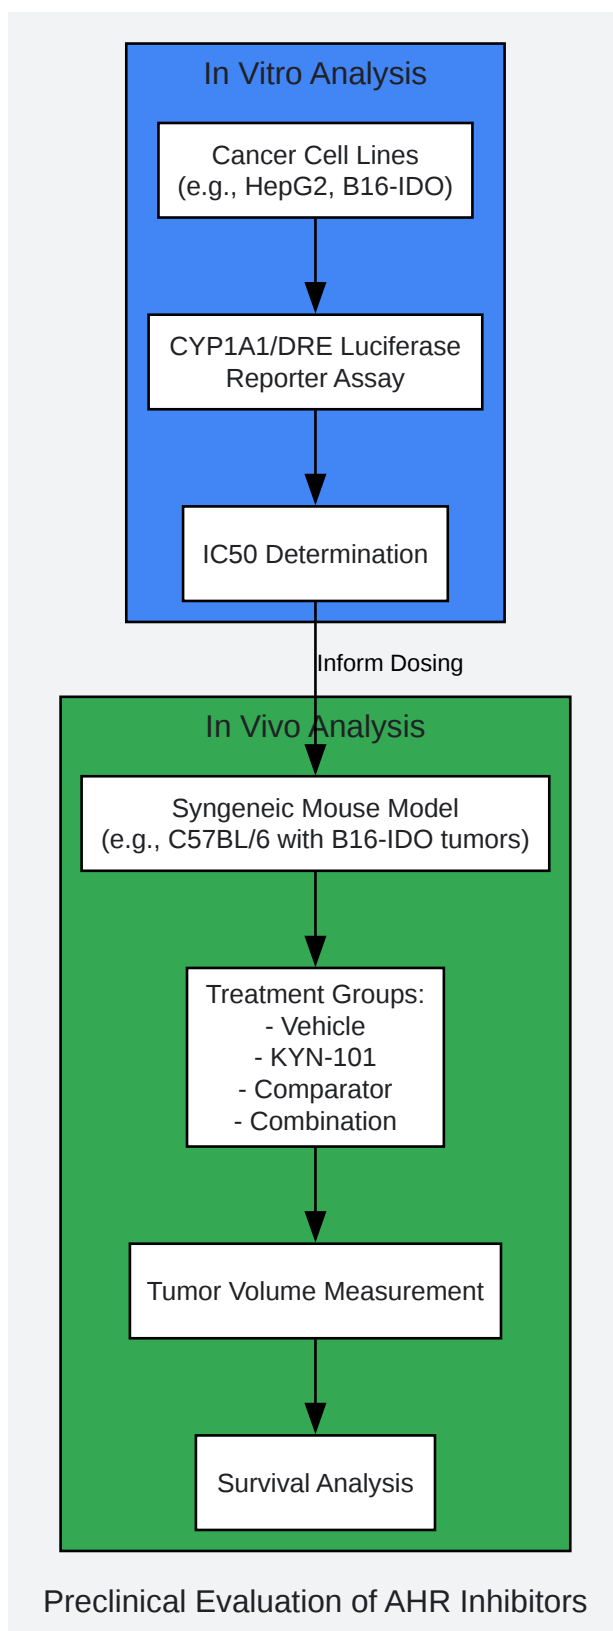 In Vitro Analysis
Cancer Cell Lines
(e.g., HepG2, B16-IDO)
CYP1A1/DRE Luciferase
Reporter Assay
IC50 Determination
Inform Dosing
In Vivo Analysis
Syngeneic Mouse Model
(e.g., C57BL/6 with B16-IDO tumors)
Treatment Groups:
- Vehicle
- KYN-101
- Comparator
- Combination
Tumor Volume Measurement
Survival Analysis
Preclinical Evaluation of AHR Inhibitors